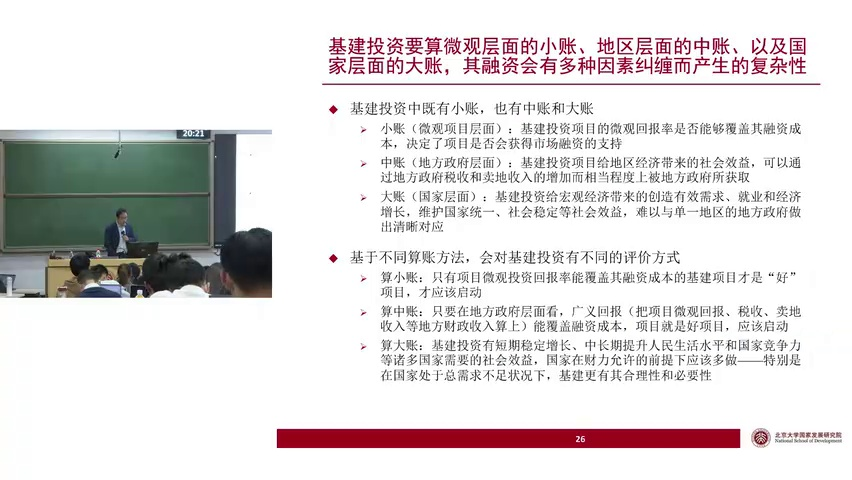 基建投资要算微观层面的小账、地区层面的中账、以及国
家层面的大账，其融资会有多种因素纠缠而产生的复杂性
◆ 基建投资中既有小账，也有中账和大账
➢ 小账（微观项目层面）：基建投资项目的微观回报率是否能够覆盖其融资成
本，决定了项目是否会获得市场融资的支持
➢ 中账（地方政府层面）：基建投资项目给地区经济带来的社会效益，可以通
过地方政府税收和卖地收入的增加而相当程度上被地方政府所获取
➢ 大账（国家层面）：基建投资给宏观经济带来的创造有效需求、就业和经济
增长，维护国家统一、社会稳定等社会效益，难以与单一地区的地方政府做
出清晰对应
◆ 基于不同算账方法，会对基建投资有不同的评价方式
➢ 算小账：只有项目微观投资回报率能覆盖其融资成本的基建项目才是“好”
项目，才应该启动
➢ 算中账：只要在地方政府层面看，广义回报（把项目微观回报、税收、卖地
收入等地方财政收入算上）能覆盖融资成本，项目就是好项目，应该启动
➢ 算大账：基建投资有短期稳定增长、中长期提升人民生活水平和国家竞争力
等诸多国家需要的社会效益，国家在财力允许的前提下应该多做——特别是
在国家处于总需求不足状况下，基建更有其合理性和必要性
20:21
26
北京大学国家发展研究院
National School of Development